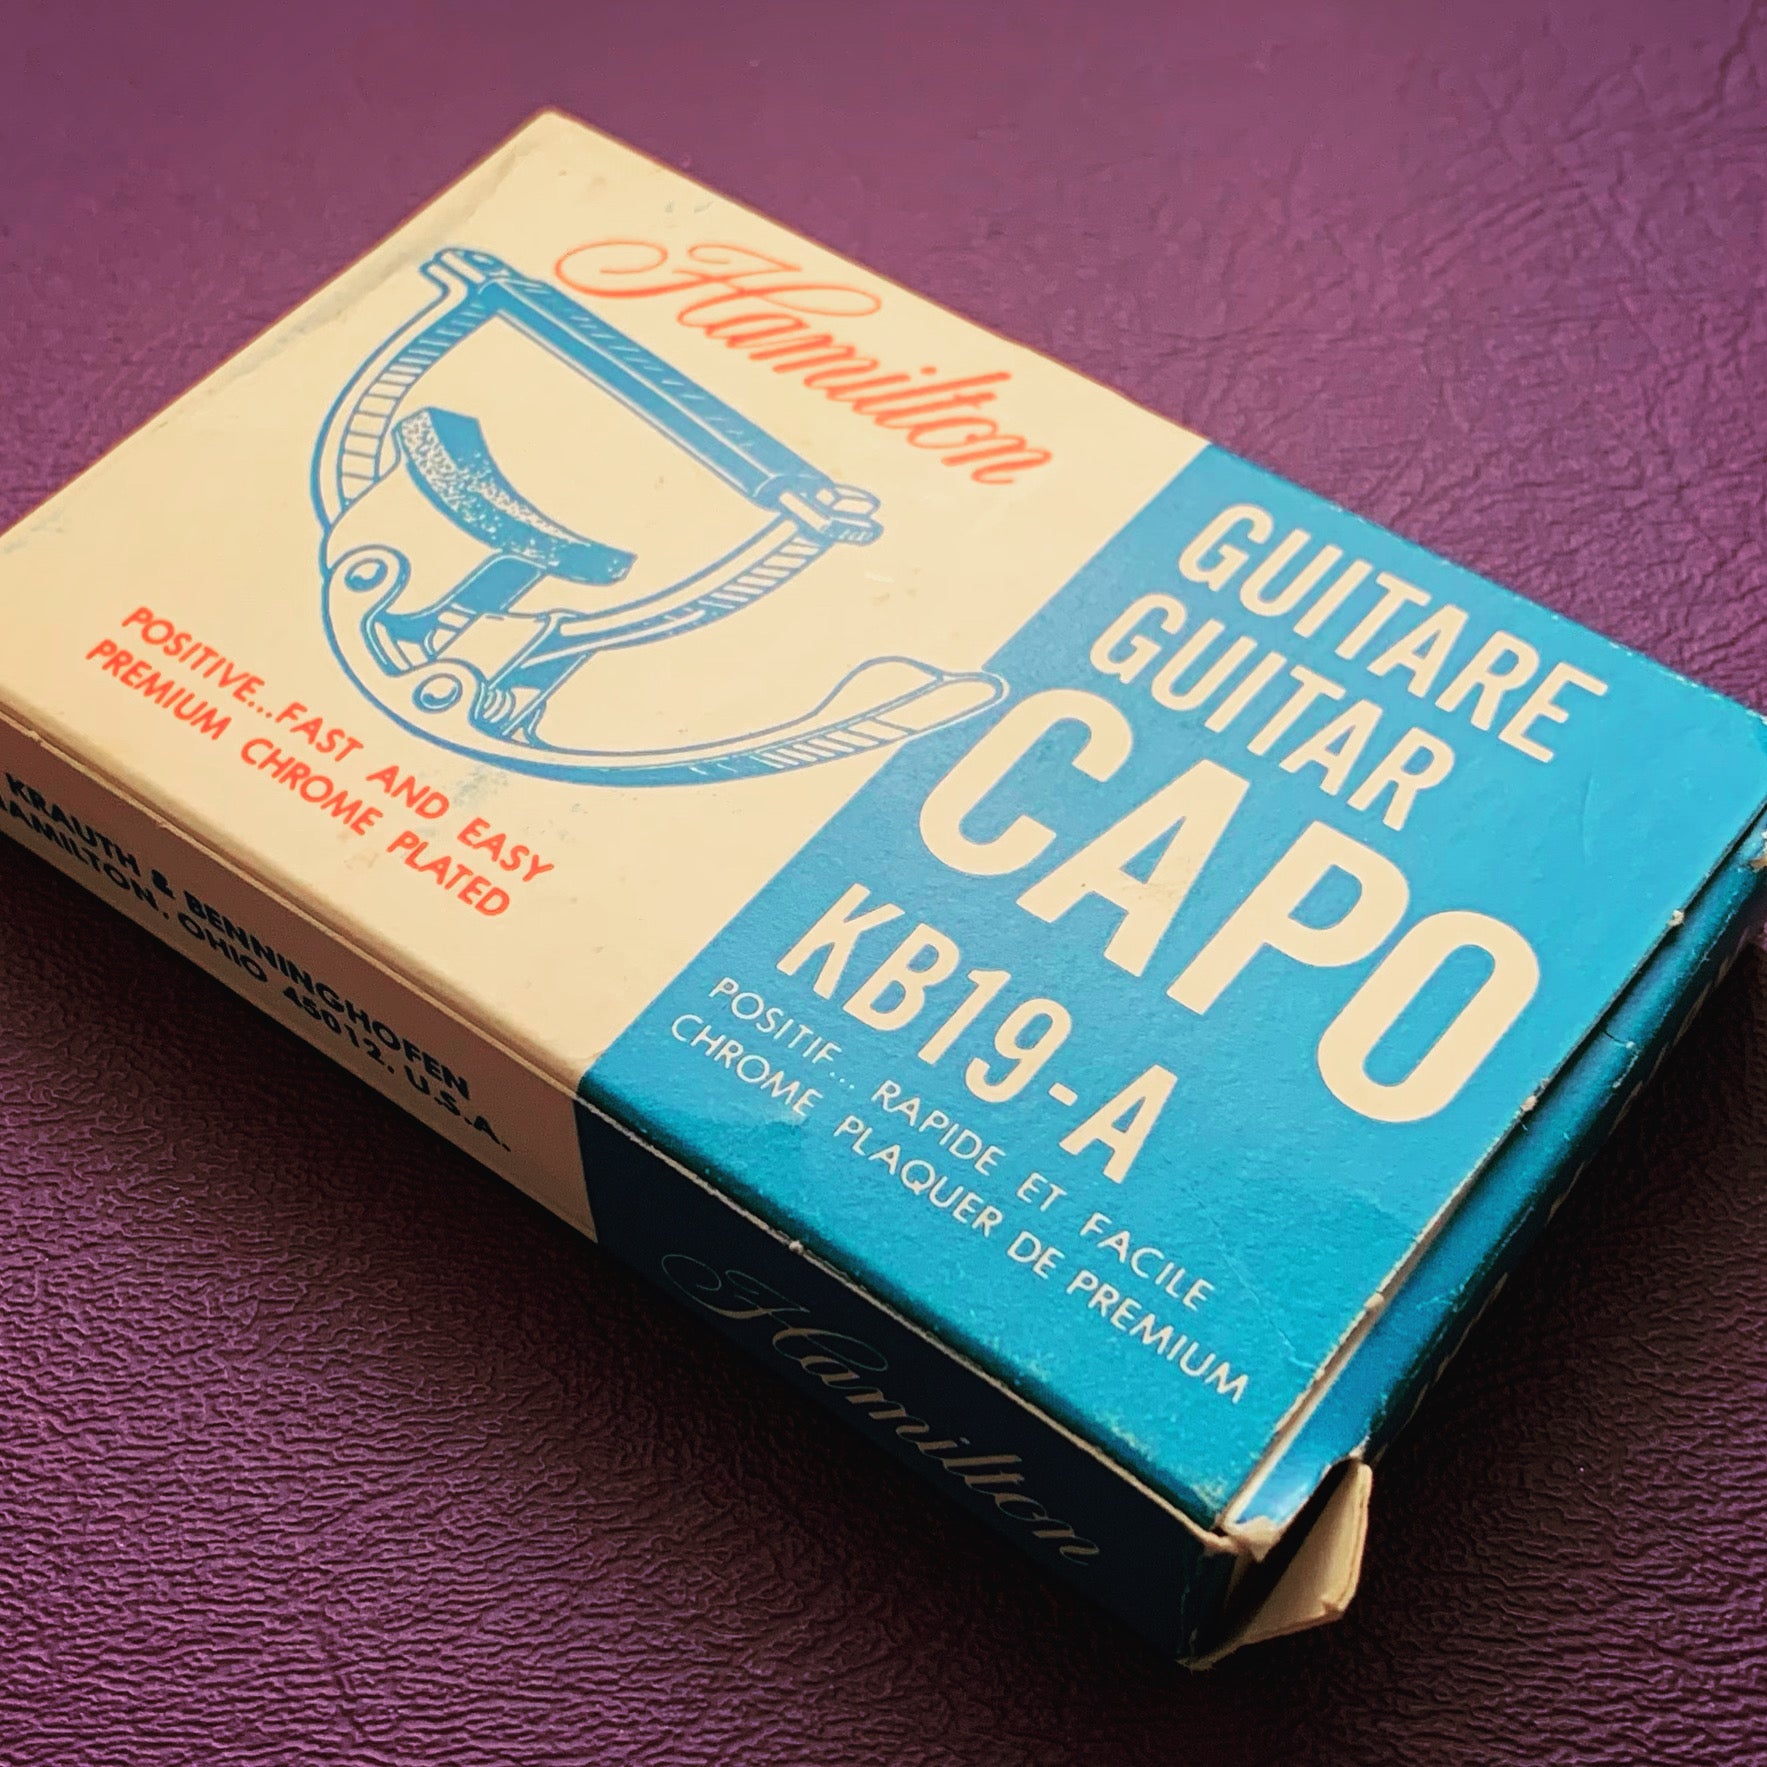 Hamilton
POSITIVE...FAST AND EASY
PREMIUM CHROME PLATED
GUITARE
GUITAR
CAPO
KB19-A
POSITIF... RAPIDE ET FACILE
CHROME PLAQUER DE PREMIUM
KRAUTH & BENNINGHOFEN
HAMILTON, OHIO 45012, U.S.A.
Hamilton